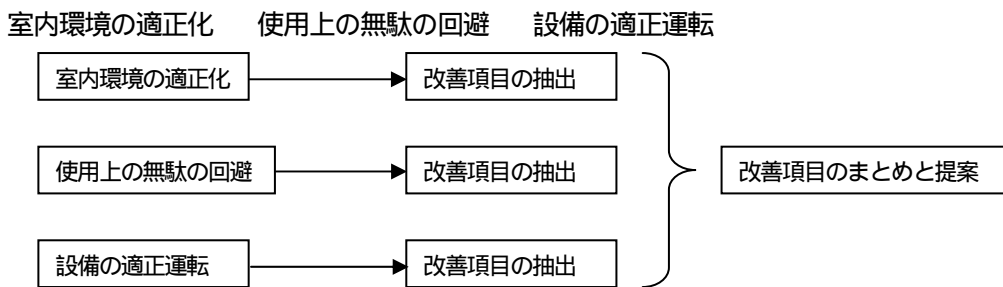 室内環境の適正化 使用上の無駄の回避 設備の適正運転
室内環境の適正化 改善項目の抽出
使用上の無駄の回避 改善項目の抽出 改善項目のまとめと提案
設備の適正運転 改善項目の抽出